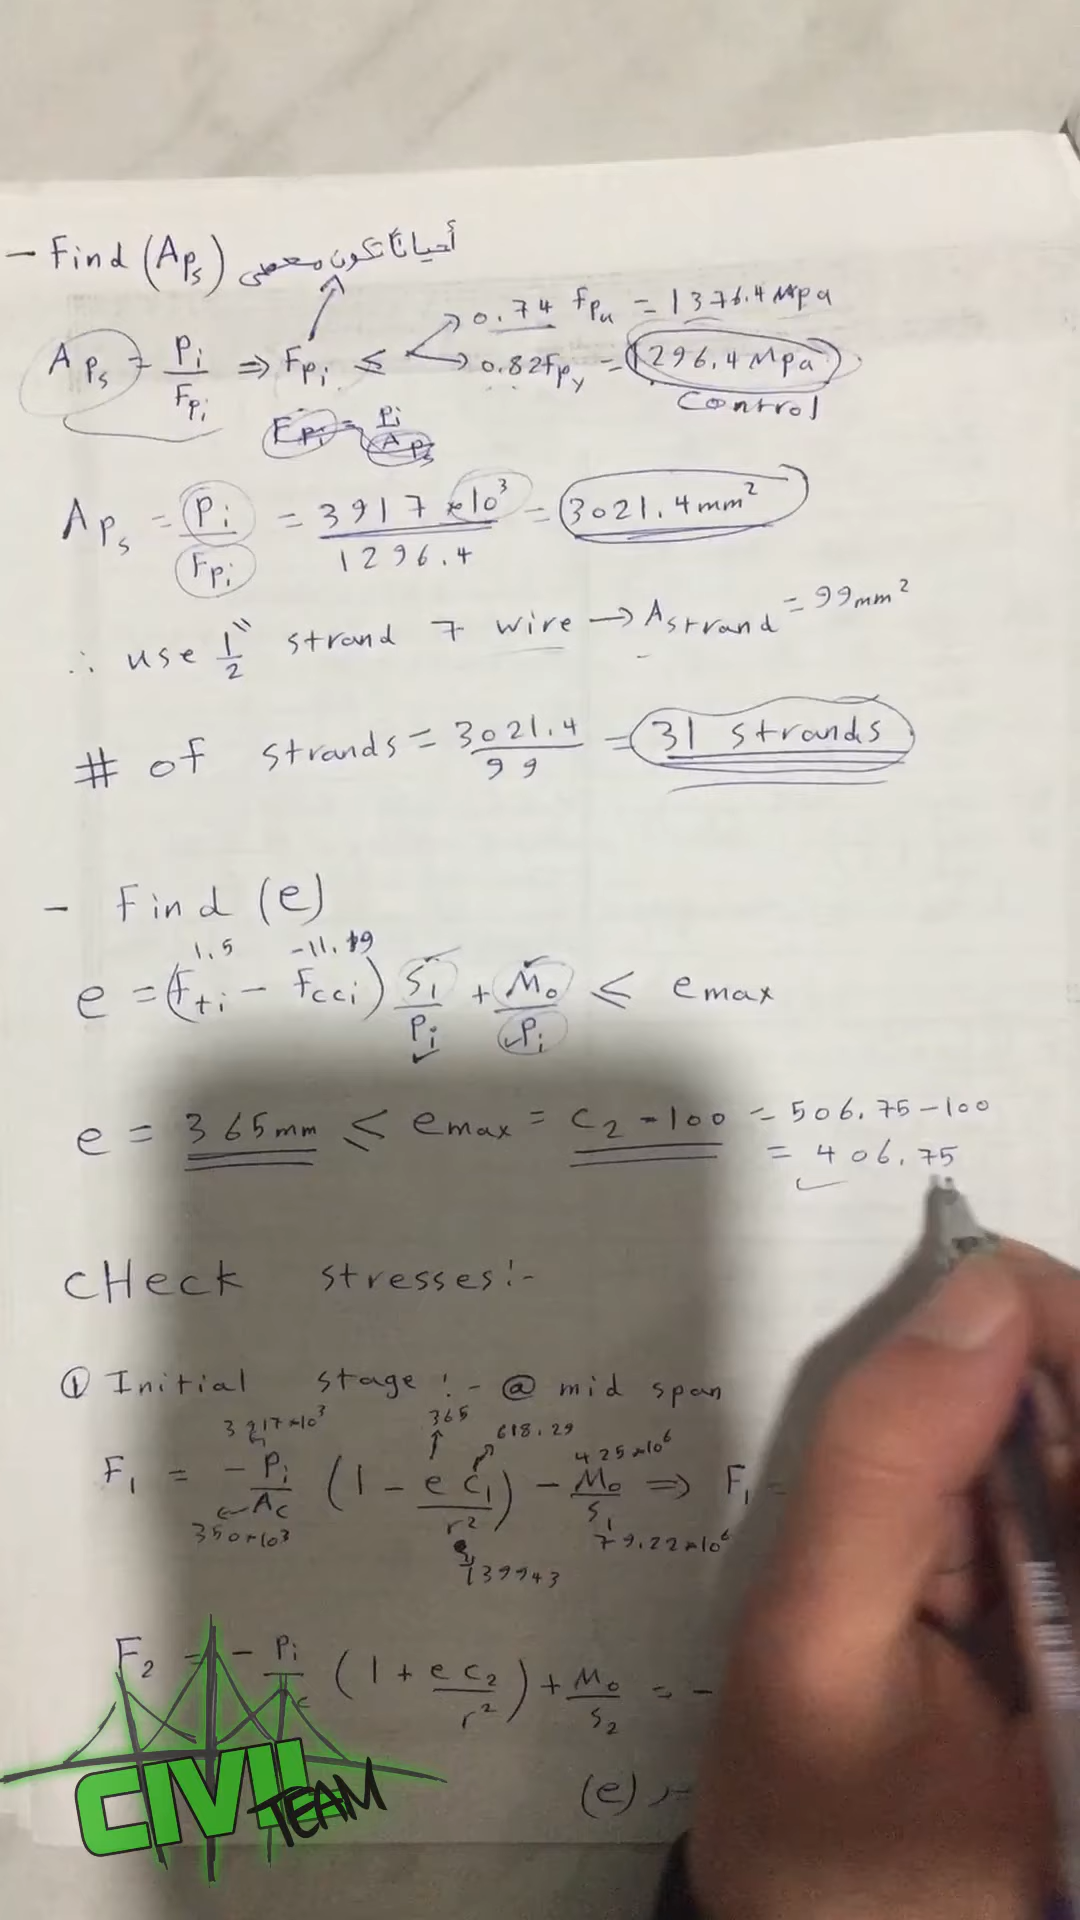 - Find (Aps) أحياناً تكون معطى
Aps = Pi / Fpi ⇒ Fpi ≤ 0.74 fpu = 1376.4 Mpa
0.82 fpy = 1296.4 Mpa
control
Fpi = Pi / Aps
Aps = Pi / Fpi = 3917*10³ / 1296.4 = 3021.4 mm²
∴ use 1/2" strand 7 wire → Astrand = 99 mm²
# of strands = 3021.4 / 99 = 31 strands
- Find (e)
1.5 -11.19
e = (Fti - Fcci) S1 / Pi + Mo / Pi ≤ emax
e = 365 mm ≤ emax = C2 - 100 = 506.75 - 100
= 406.75
CHeck stresses:-
① Initial stage :- @ mid span
3917*10³ 365 618.29 425*10⁶
F1 = - Pi / Ac (1 - e c1 / r²) - Mo / S1 ⇒ F1 =
350*10³ 139943 79.22*10⁶
F2 = - Pi / c (1 + e c2 / r²) + Mo / S2 = -
(e)
CIVIL
TEAM